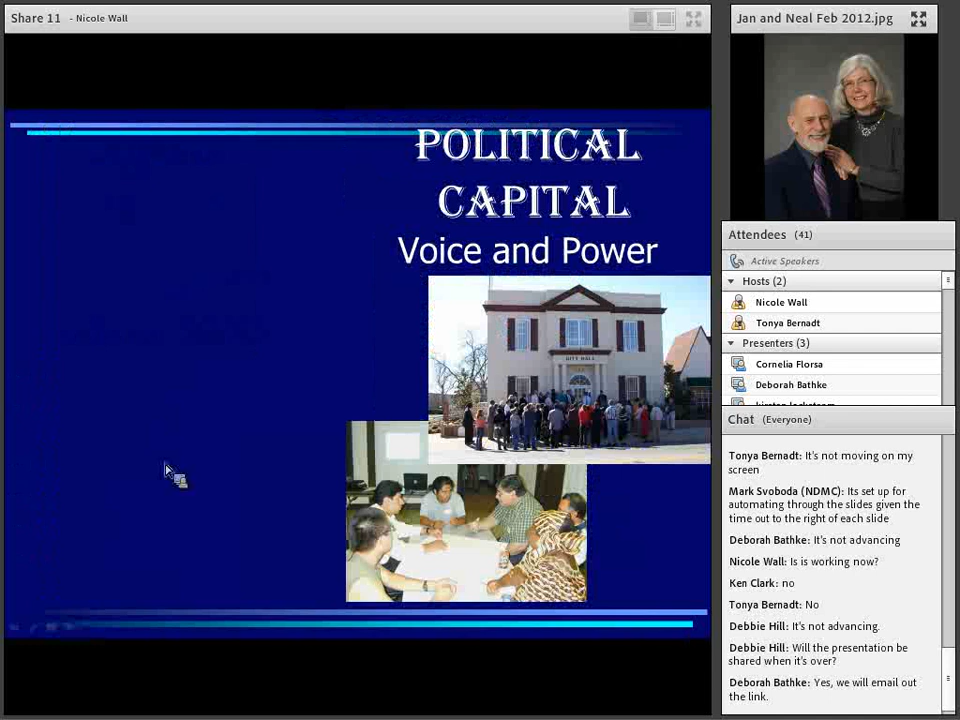 Share 11 - Nicole Wall
POLITICAL
CAPITAL
Voice and Power
CITY HALL
Jan and Neal Feb 2012.jpg
Attendees (41)
Active Speakers
Hosts (2)
Nicole Wall
Tonya Bernadt
Presenters (3)
Cornelia Florsa
Deborah Bathke
Chat (Everyone)
Tonya Bernadt: It's not moving on my
screen
Mark Svoboda (NDMC): Its set up for
automating through the slides given the
time out to the right of each slide
Deborah Bathke: It's not advancing
Nicole Wall: Is is working now?
Ken Clark: no
Tonya Bernadt: No
Debbie Hill: It's not advancing.
Debbie Hill: Will the presentation be
shared when it's over?
Deborah Bathke: Yes, we will email out
the link.